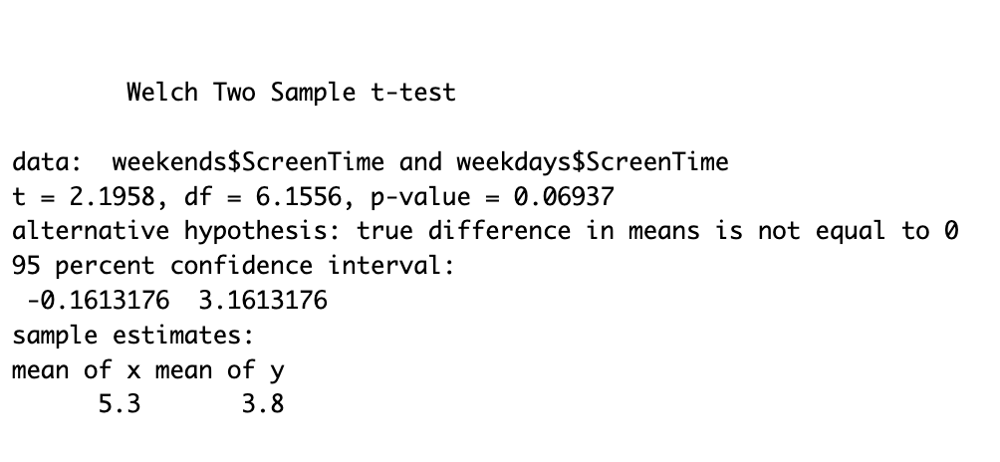 Welch Two Sample t-test
data:  weekends$ScreenTime and weekdays$ScreenTime
t = 2.1958, df = 6.1556, p-value = 0.06937
alternative hypothesis: true difference in means is not equal to 0
95 percent confidence interval:
-0.1613176  3.1613176
sample estimates:
mean of x mean of y
5.3       3.8